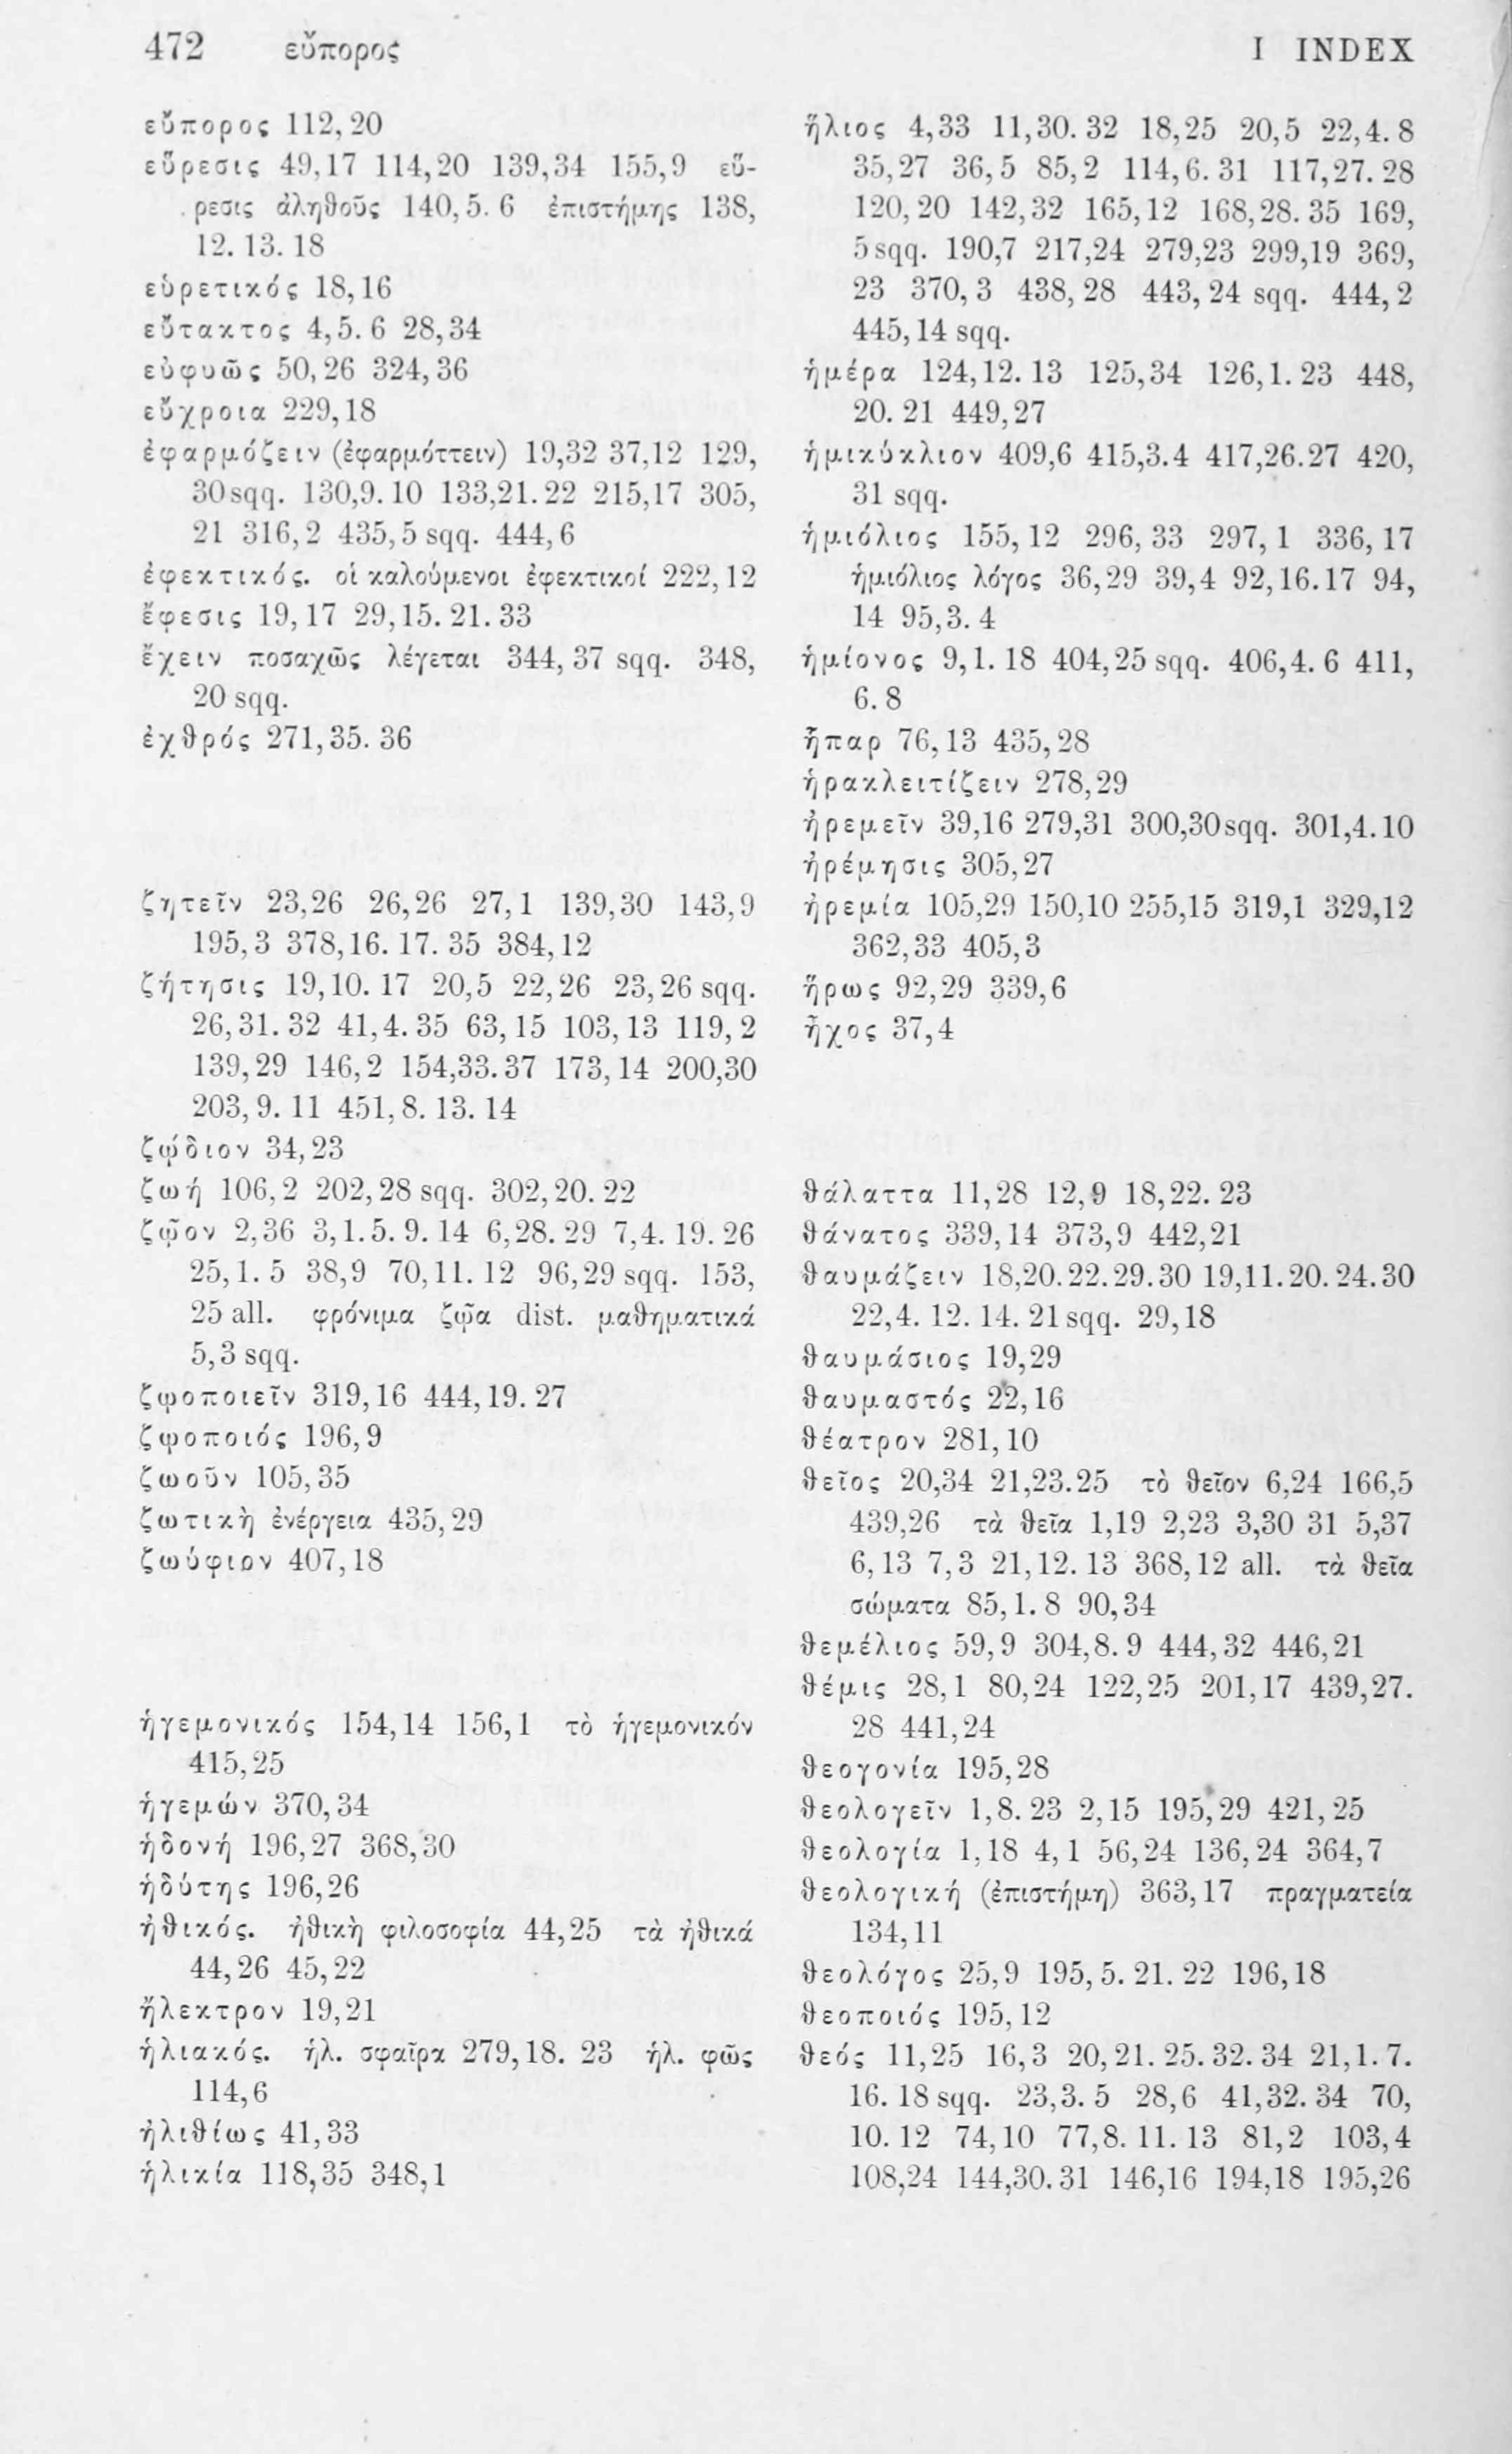 472 εὔπορος I INDEX
εὔπορος 112,20
εὕρεσις 49,17 114,20 139,34 155,9 εὕ-
ρεσις ἀληθοῦς 140,5. 6 ἐπιστήμης 138,
12. 13. 18
εὑρετικός 18,16
εὔτακτος 4,5. 6 28,34
εὐφυῶς 50,26 324,36
εὔχροια 229,18
ἐφαρμόζειν (ἐφαρμόττειν) 19,32 37,12 129,
30sqq. 130,9. 10 133,21. 22 215,17 305,
21 316,2 435,5 sqq. 444,6
ἐφεκτικός. οἱ καλούμενοι ἐφεκτικοί 222,12
ἔφεσις 19,17 29,15. 21. 33
ἔχειν ποσαχῶς λέγεται 344,37 sqq. 348,
20 sqq.
ἐχθρός 271,35. 36
ζητεῖν 23,26 26,26 27,1 139,30 143,9
195,3 378,16. 17. 35 384,12
ζήτησις 19,10. 17 20,5 22,26 23,26 sqq.
26,31. 32 41,4. 35 63,15 103,13 119,2
139,29 146,2 154,33. 37 173,14 200,30
203,9. 11 451,8. 13. 14
ζῴδιον 34,23
ζωή 106,2 202,28 sqq. 302,20. 22
ζῷον 2,36 3,1. 5. 9. 14 6,28. 29 7,4. 19. 26
25,1. 5 38,9 70,11. 12 96,29 sqq. 153,
25 all. φρόνιμα ζῷα dist. μαθηματικά
5,3 sqq.
ζῳοποιεῖν 319,16 444,19. 27
ζῳοποιός 196,9
ζωοῦν 105,35
ζωτικὴ ἐνέργεια 435,29
ζωύφιον 407,18
ἡγεμονικός 154,14 156,1 τὸ ἡγεμονικόν
415,25
ἡγεμών 370,34
ἡδονή 196,27 368,30
ἡδύτης 196,26
ἠθικός. ἠθικὴ φιλοσοφία 44,25 τὰ ἠθικά
44,26 45,22
ἤλεκτρον 19,21
ἡλιακός. ἡλ. σφαῖρα 279,18. 23 ἡλ. φῶς
114,6
ἠλιθίως 41,33
ἡλικία 118,35 348,1
ἥλιος 4,33 11,30. 32 18,25 20,5 22,4. 8
35,27 36,5 85,2 114,6. 31 117,27. 28
120,20 142,32 165,12 168,28. 35 169,
5sqq. 190,7 217,24 279,23 299,19 369,
23 370,3 438,28 443,24 sqq. 444,2
445,14 sqq.
ἡμέρα 124,12. 13 125,34 126,1. 23 448,
20. 21 449,27
ἡμικύκλιον 409,6 415,3. 4 417,26. 27 420,
31 sqq.
ἡμιόλιος 155,12 296,33 297,1 336,17
ἡμιόλιος λόγος 36,29 39,4 92,16. 17 94,
14 95,3. 4
ἡμίονος 9,1. 18 404,25 sqq. 406,4. 6 411,
6. 8
ἧπαρ 76,13 435,28
ἡρακλειτίζειν 278,29
ἠρεμεῖν 39,16 279,31 300,30sqq. 301,4. 10
ἠρέμησις 305,27
ἠρεμία 105,29 150,10 255,15 319,1 329,12
362,33 405,3
ἥρως 92,29 339,6
ἦχος 37,4
θάλαττα 11,28 12,9 18,22. 23
θάνατος 339,14 373,9 442,21
θαυμάζειν 18,20. 22. 29. 30 19,11. 20. 24. 30
22,4. 12. 14. 21 sqq. 29,18
θαυμάσιος 19,29
θαυμαστός 22,16
θέατρον 281,10
θεῖος 20,34 21,23. 25 τὸ θεῖον 6,24 166,5
439,26 τὰ θεῖα 1,19 2,23 3,30 31 5,37
6,13 7,3 21,12. 13 368,12 all. τὰ θεῖα
σώματα 85,1. 8 90,34
θεμέλιος 59,9 304,8. 9 444,32 446,21
θέμις 28,1 80,24 122,25 201,17 439,27.
28 441,24
θεογονία 195,28
θεολογεῖν 1,8. 23 2,15 195,29 421,25
θεολογία 1,18 4,1 56,24 136,24 364,7
θεολογική (ἐπιστήμη) 363,17 πραγματεία
134,11
θεολόγος 25,9 195,5. 21. 22 196,18
θεοποιός 195,12
θεός 11,25 16,3 20,21. 25. 32. 34 21,1. 7.
16. 18 sqq. 23,3. 5 28,6 41,32. 34 70,
10. 12 74,10 77,8. 11. 13 81,2 103,4
108,24 144,30. 31 146,16 194,18 195,26